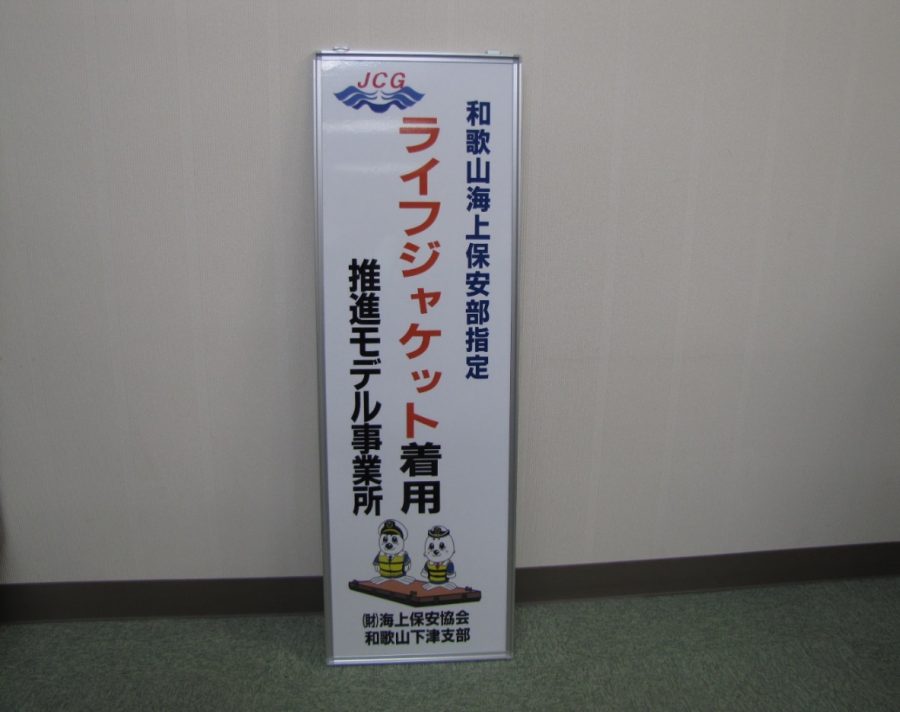 JCG
和歌山海上保安部指定
ライフジャケット着用
推進モデル事業所
(財)海上保安協会
和歌山下津支部